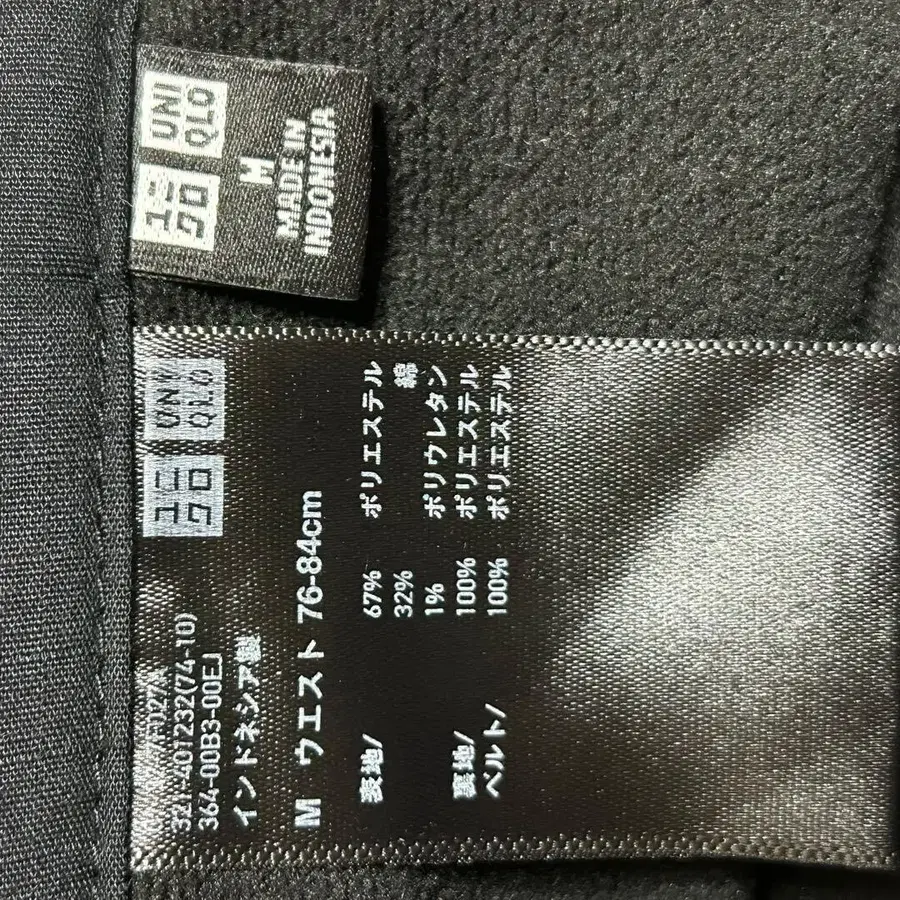 ユニ
クロ
UNI
QLO
M
MADE IN
INDONESIA
ユニ
クロ
UNI
QLO
321-401232(74-10)
364-00B3-00EJ
インドネシア製
M ウエスト 76-84cm
表地/ 67% ポリエステル
32% 綿
1% ポリウレタン
裏地/ 100% ポリエステル
ベルト/ 100% ポリエステル